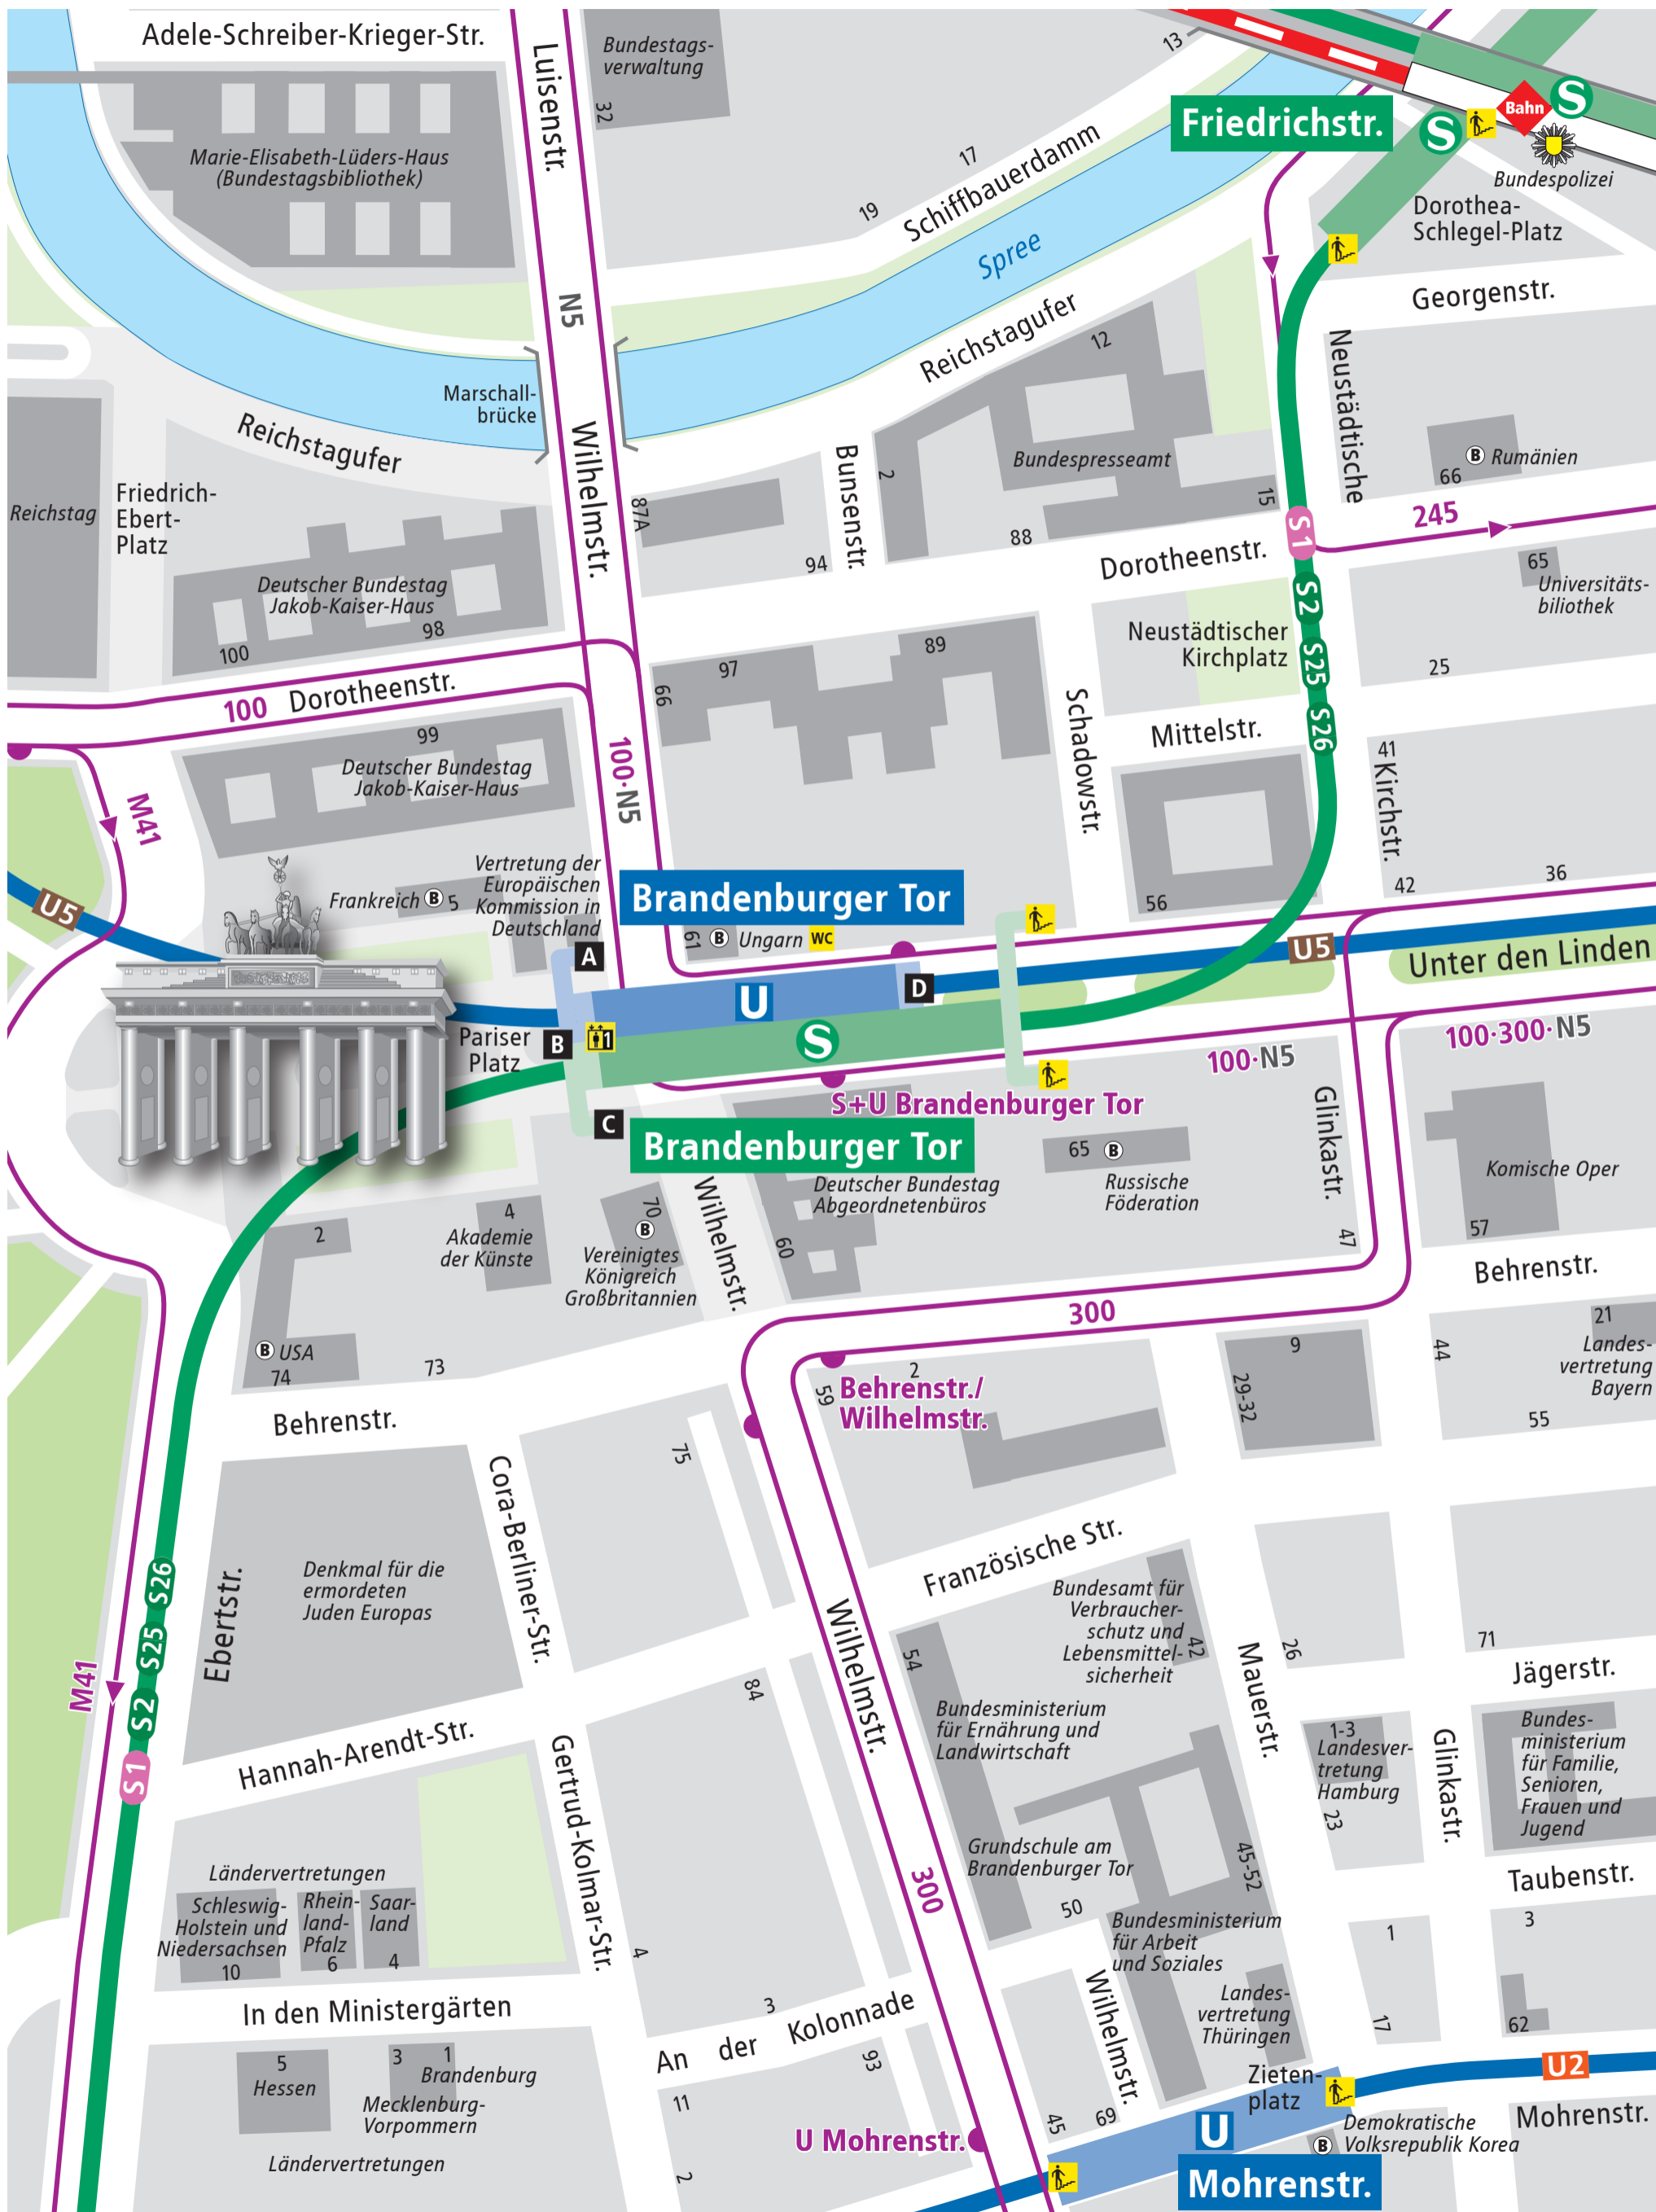 Adele-Schreiber-Krieger-Str.
Luisenstr.
Bundestags-
verwaltung
32
13
Friedrichstr.
S
Bahn
S
Bundespolizei
Dorothea-
Schlegel-Platz
Marie-Elisabeth-Lüders-Haus
(Bundestagsbibliothek)
17
19
Schiffbauerdamm
Spree
Georgenstr.
N5
Reichstagufer
12
Neustädtische
Marschall-
brücke
Reichstagufer
Wilhelmstr.
Bunsenstr.
2
Bundespresseamt
15
B Rumänien
66
Reichstag
Friedrich-
Ebert-
Platz
87A
94
88
Dorotheenstr.
S1
245
65
Universitäts-
biliothek
Deutscher Bundestag
Jakob-Kaiser-Haus
98
100
S2
S25
S26
Neustädtischer
Kirchplatz
25
97
89
66
100
Dorotheenstr.
Schadowstr.
Mittelstr.
41
Kirchstr.
99
Deutscher Bundestag
Jakob-Kaiser-Haus
100·N5
M41
U5
Frankreich B 5
Vertretung der
Europäischen
Kommission in
Deutschland
Brandenburger Tor
61
B Ungarn WC
56
42
36
A
U
D
U5
Unter den Linden
Pariser
Platz
B
1
S
100·N5
100·300·N5
S+U Brandenburger Tor
C
Brandenburger Tor
Glinkastr.
65 B
Russische
Föderation
Komische Oper
57
47
Deutscher Bundestag
Abgeordnetenbüros
60
Wilhelmstr.
2
4
Akademie
der Künste
70
B
Vereinigtes
Königreich
Großbritannien
Behrenstr.
300
B USA
74
73
21
Landes-
vertretung
Bayern
44
55
9
29-32
2
59
Behrenstr./
Wilhelmstr.
Behrenstr.
75
Cora-Berliner-Str.
Denkmal für die
ermordeten
Juden Europas
Ebertstr.
S26
S25
S2
S1
M41
Französische Str.
Wilhelmstr.
Bundesamt für
Verbraucher-
schutz und
Lebensmittel-
sicherheit
42
54
Mauerstr.
26
71
Jägerstr.
84
Hannah-Arendt-Str.
Gertrud-Kolmar-Str.
Bundesministerium
für Ernährung und
Landwirtschaft
1-3
Landesver-
tretung
Hamburg
23
Glinkastr.
Bundes-
ministerium
für Familie,
Senioren,
Frauen und
Jugend
Grundschule am
Brandenburger Tor
45-52
300
50
Taubenstr.
Ländervertretungen
Schleswig-
Holstein und
Niedersachsen
10
Rhein-
land-
Pfalz
6
Saar-
land
4
4
Bundesministerium
für Arbeit
und Soziales
1
3
Landes-
vertretung
Thüringen
17
62
Wilhelmstr.
In den Ministergärten
3
An der Kolonnade
93
5
Hessen
3
1
Brandenburg
Mecklenburg-
Vorpommern
Ländervertretungen
11
2
Zieten-
platz
U2
Mohrenstr.
45
69
U Mohrenstr.
U
B
Demokratische
Volksrepublik Korea
Mohrenstr.